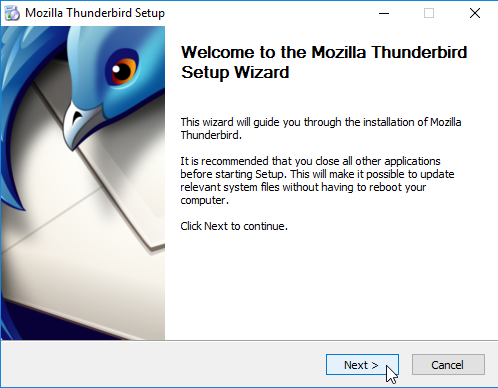 Mozilla Thunderbird Setup
Welcome to the Mozilla Thunderbird
Setup Wizard
This wizard will guide you through the installation of Mozilla
Thunderbird.
It is recommended that you close all other applications
before starting Setup. This will make it possible to update
relevant system files without having to reboot your
computer.
Click Next to continue.
Next >
Cancel